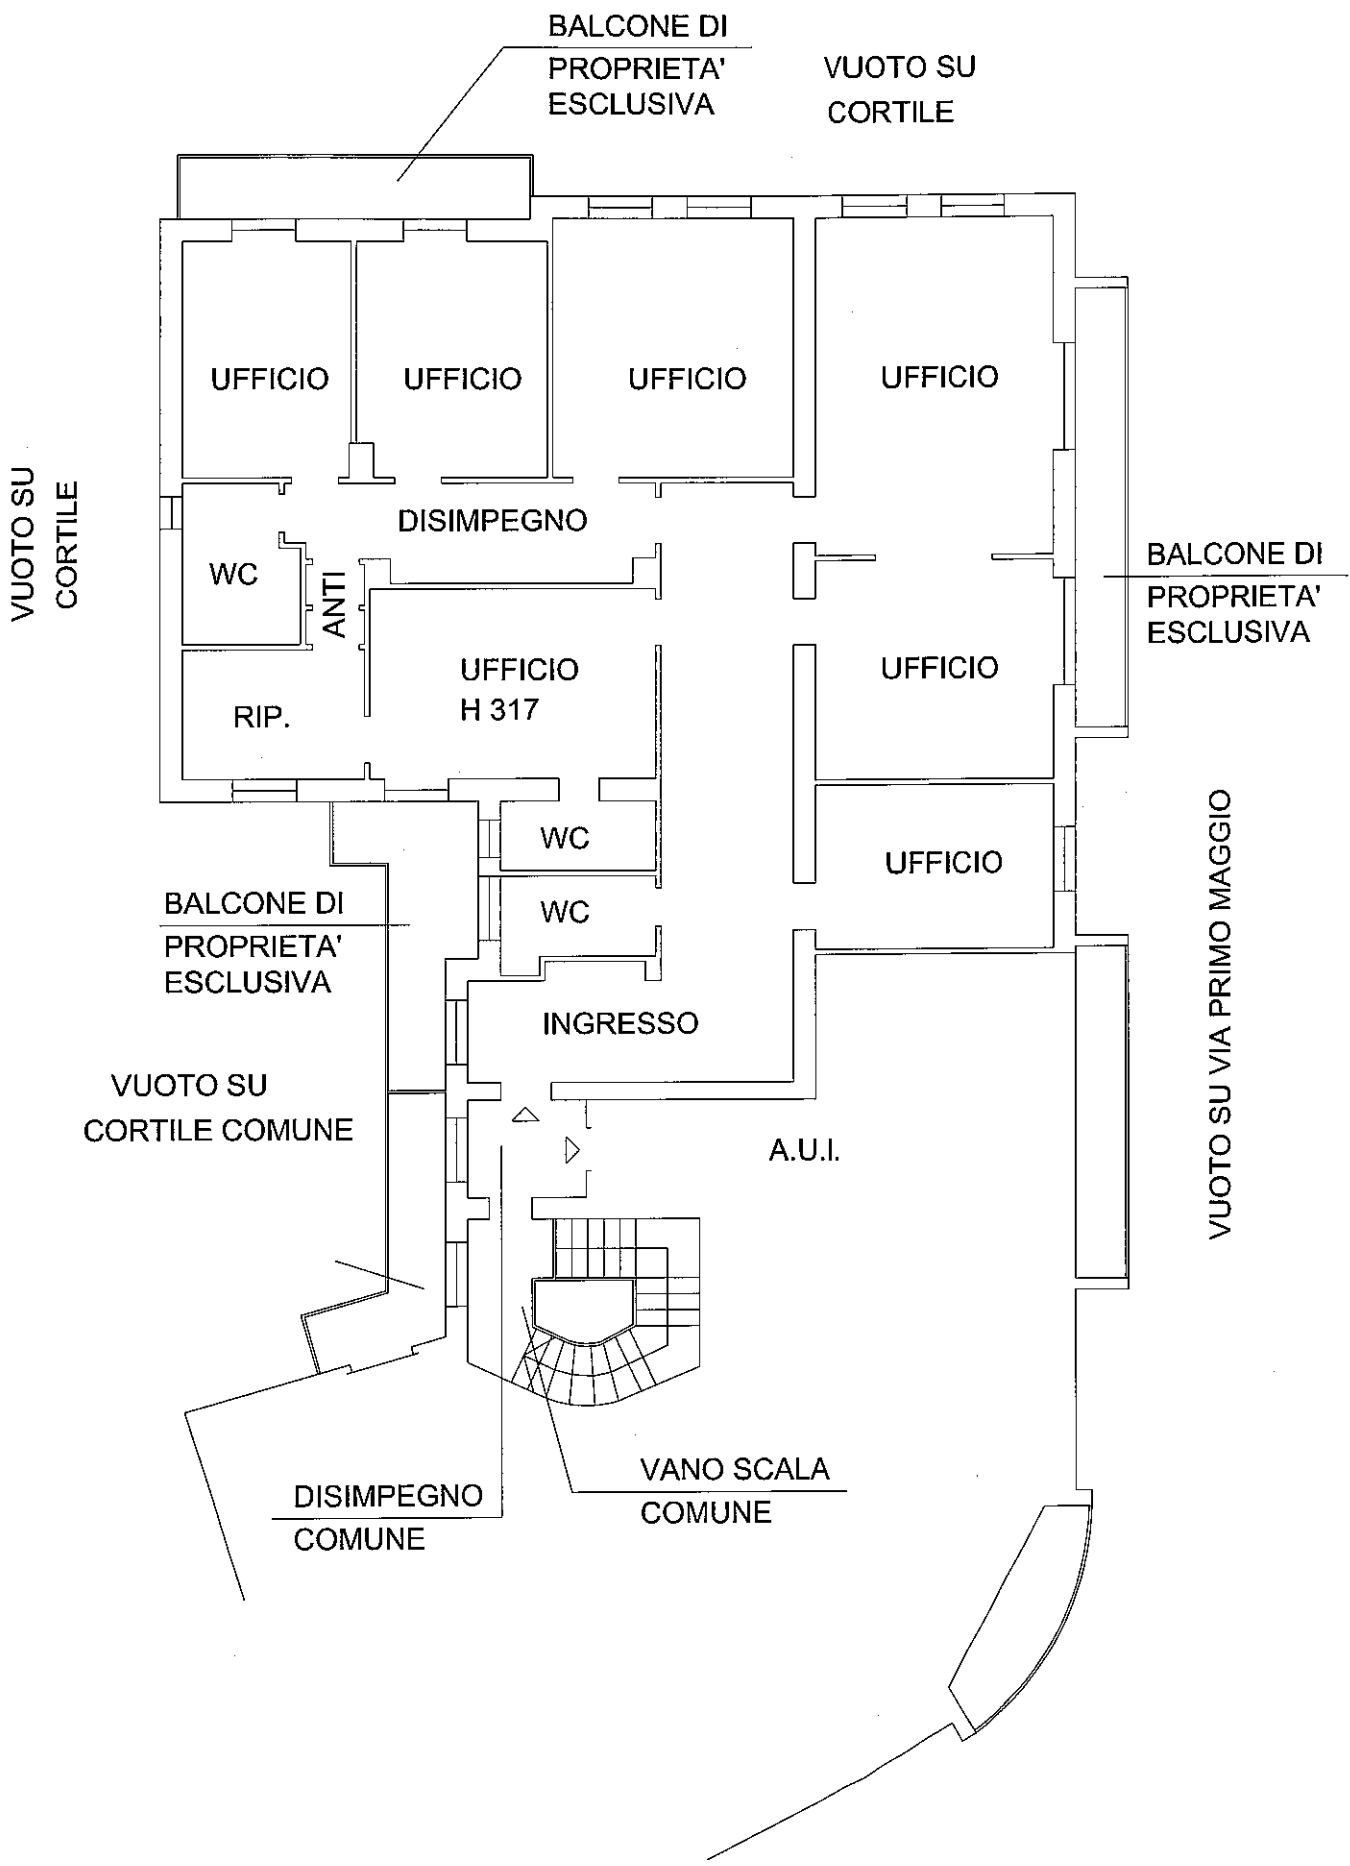 BALCONE DI
PROPRIETA'
ESCLUSIVA
VUOTO SU
CORTILE
UFFICIO
UFFICIO
UFFICIO
UFFICIO
VUOTO SU
CORTILE
DISIMPEGNO
WC
ANTI
BALCONE DI
PROPRIETA'
ESCLUSIVA
UFFICIO
H 317
UFFICIO
RIP.
WC
UFFICIO
WC
BALCONE DI
PROPRIETA'
ESCLUSIVA
INGRESSO
VUOTO SU VIA PRIMO MAGGIO
VUOTO SU
CORTILE COMUNE
A.U.I.
VANO SCALA
COMUNE
DISIMPEGNO
COMUNE